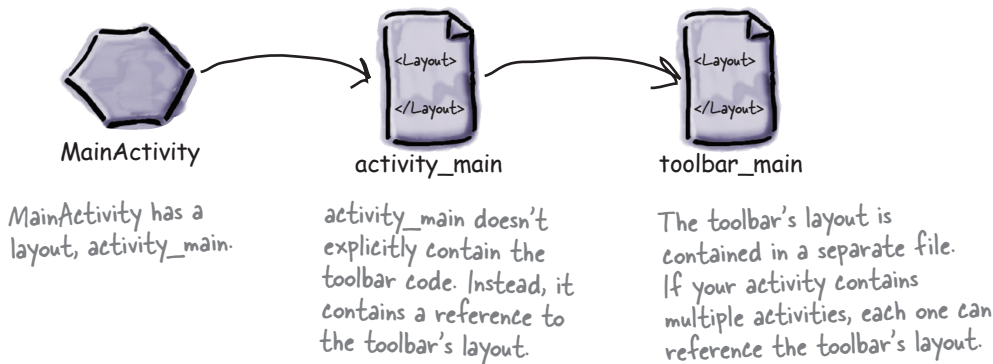 <Layout>
</Layout>
<Layout>
</Layout>
MainActivity
activity_main
toolbar_main
MainActivity has a
layout, activity_main.
activity_main doesn't
explicitly contain the
toolbar code. Instead, it
contains a reference to
the toolbar's layout.
The toolbar's layout is
contained in a separate file.
If your activity contains
multiple activities, each one can
reference the toolbar's layout.